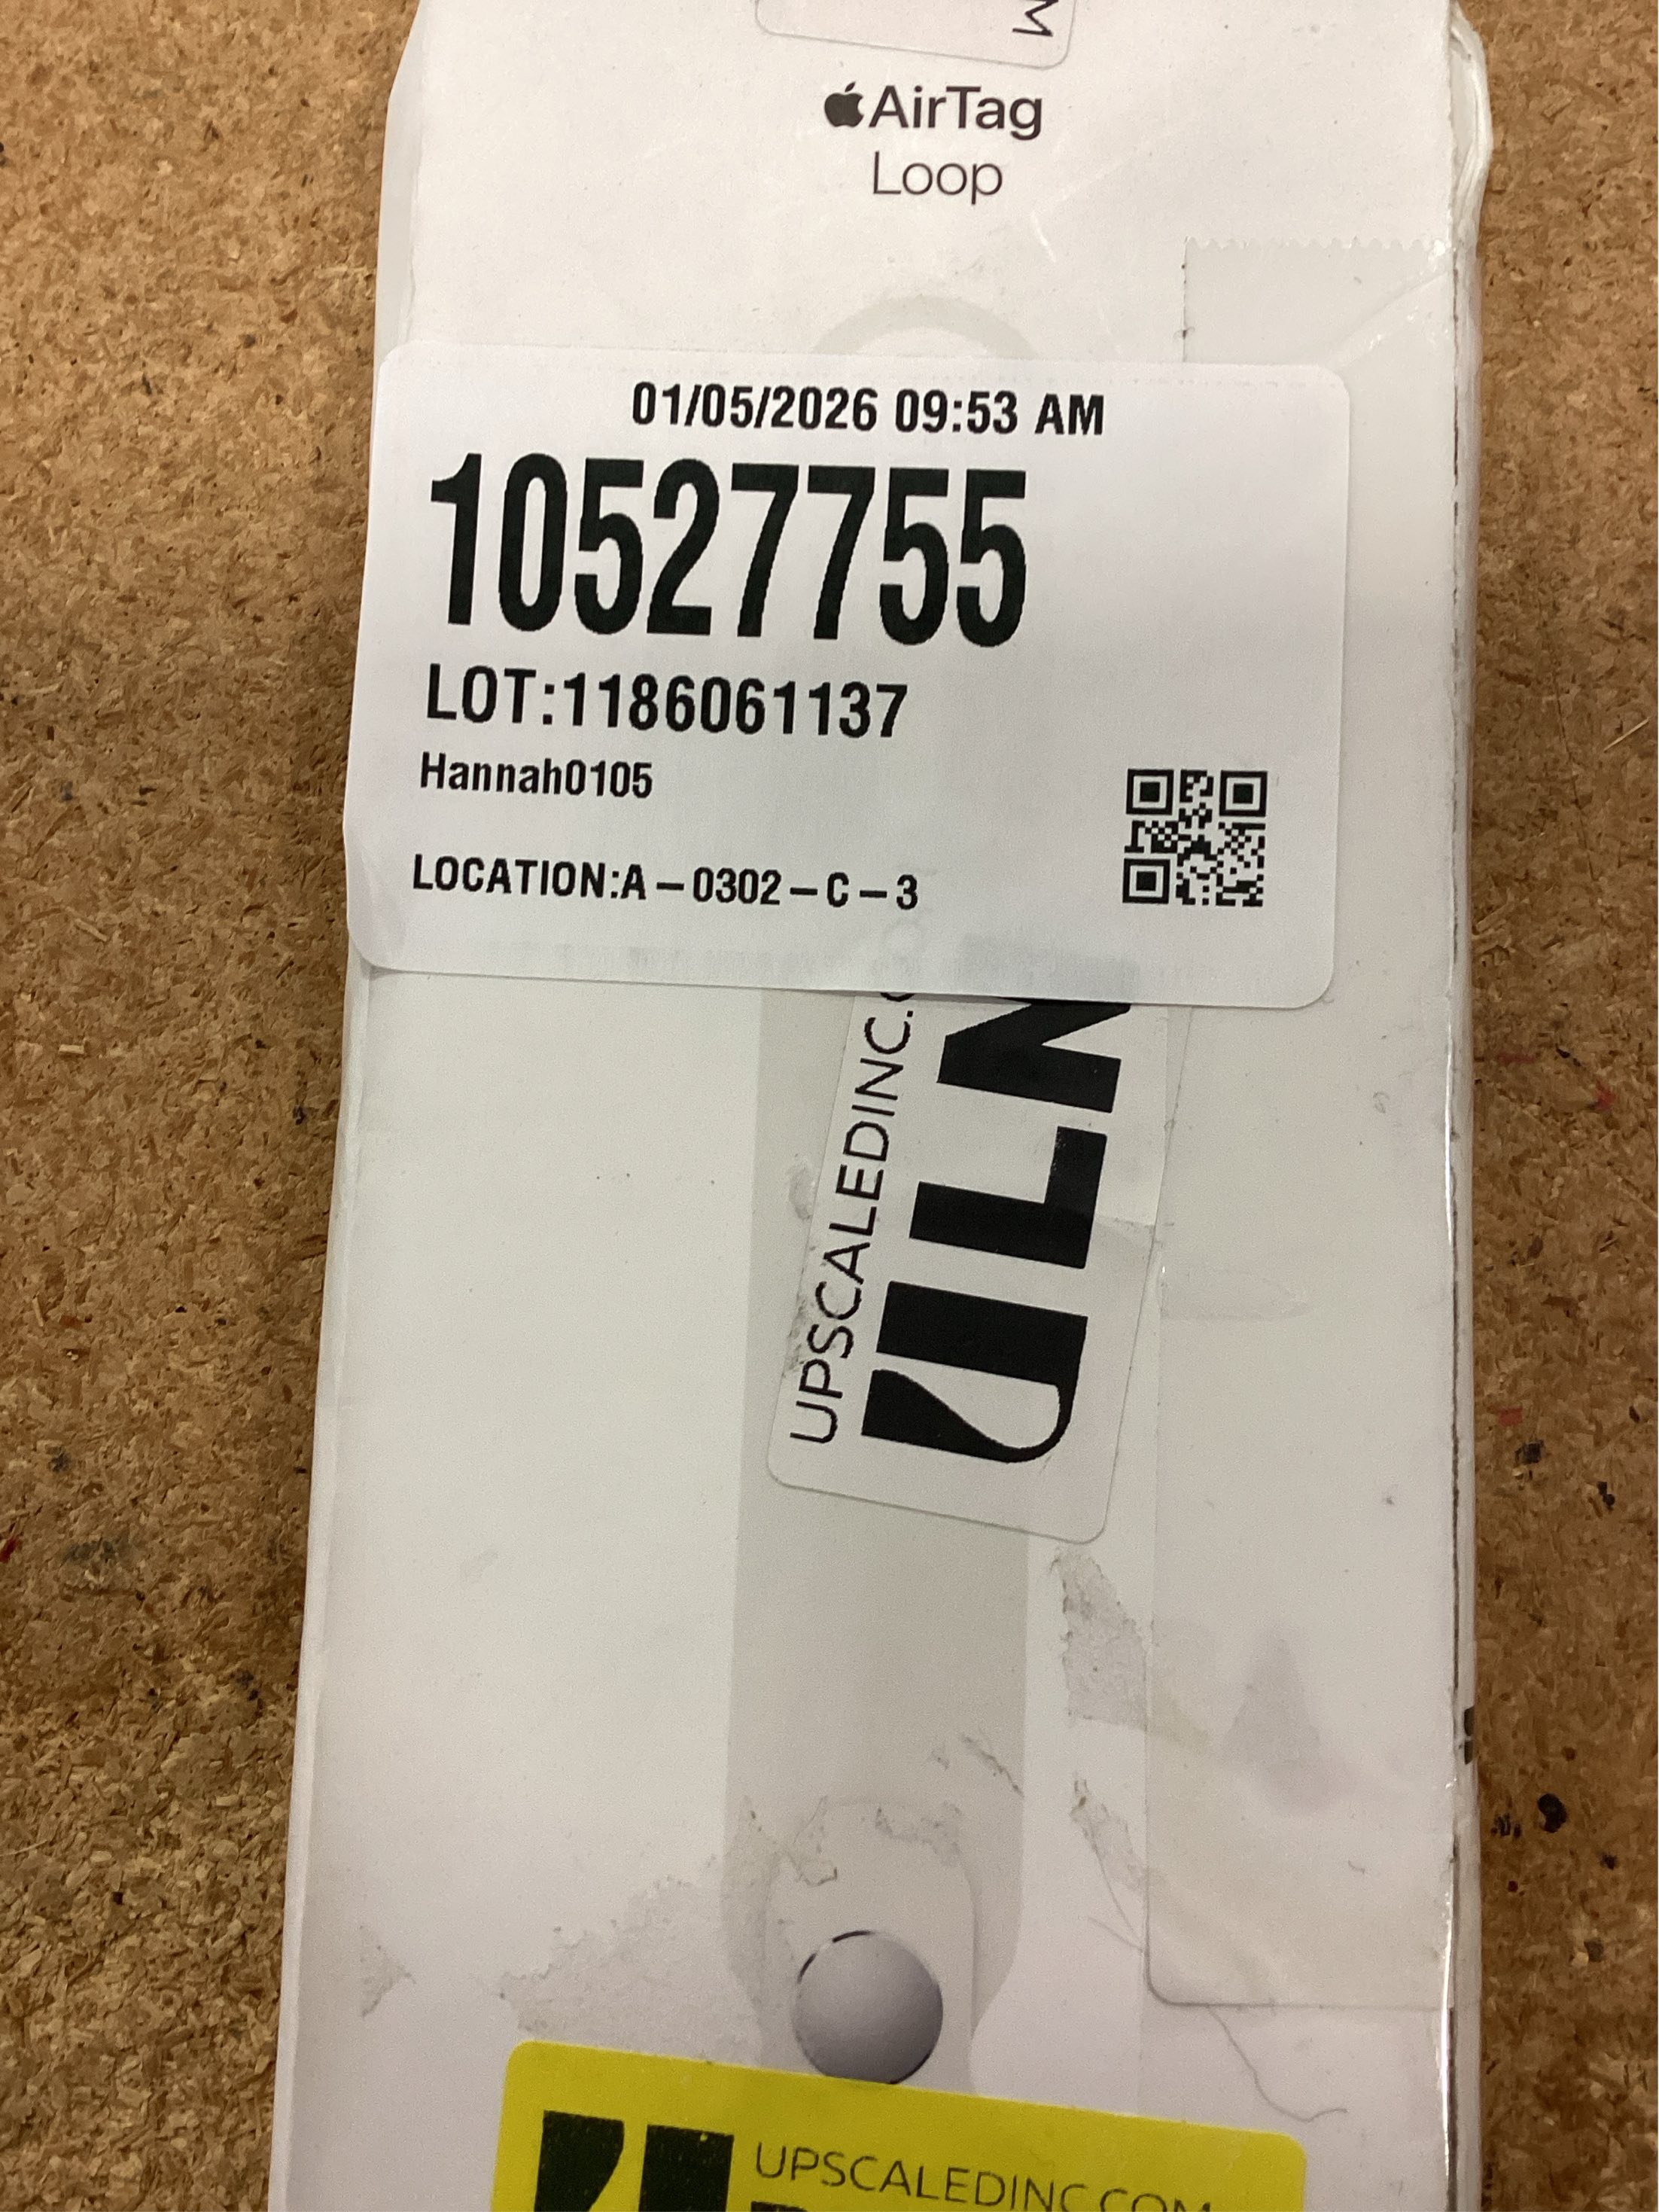 M
AirTag
Loop
01/05/2026 09:53 AM
10527755
LOT:1186061137
Hannah0105
LOCATION:A-0302-C-3
UPSCALEDINC.
UPSCALEDINC.COM